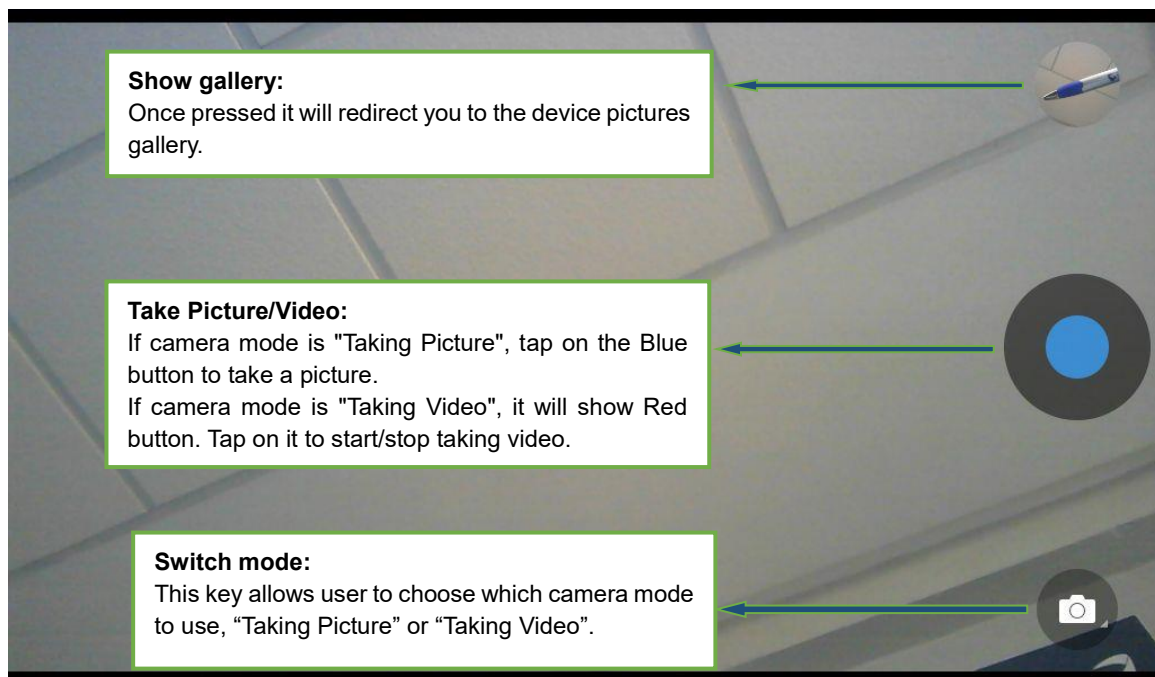 Show gallery:
Once pressed it will redirect you to the device pictures
gallery.
Take Picture/Video:
If camera mode is "Taking Picture", tap on the Blue
button to take a picture.
If camera mode is "Taking Video", it will show Red
button. Tap on it to start/stop taking video.
Switch mode:
This key allows user to choose which camera mode
to use, “Taking Picture” or “Taking Video”.